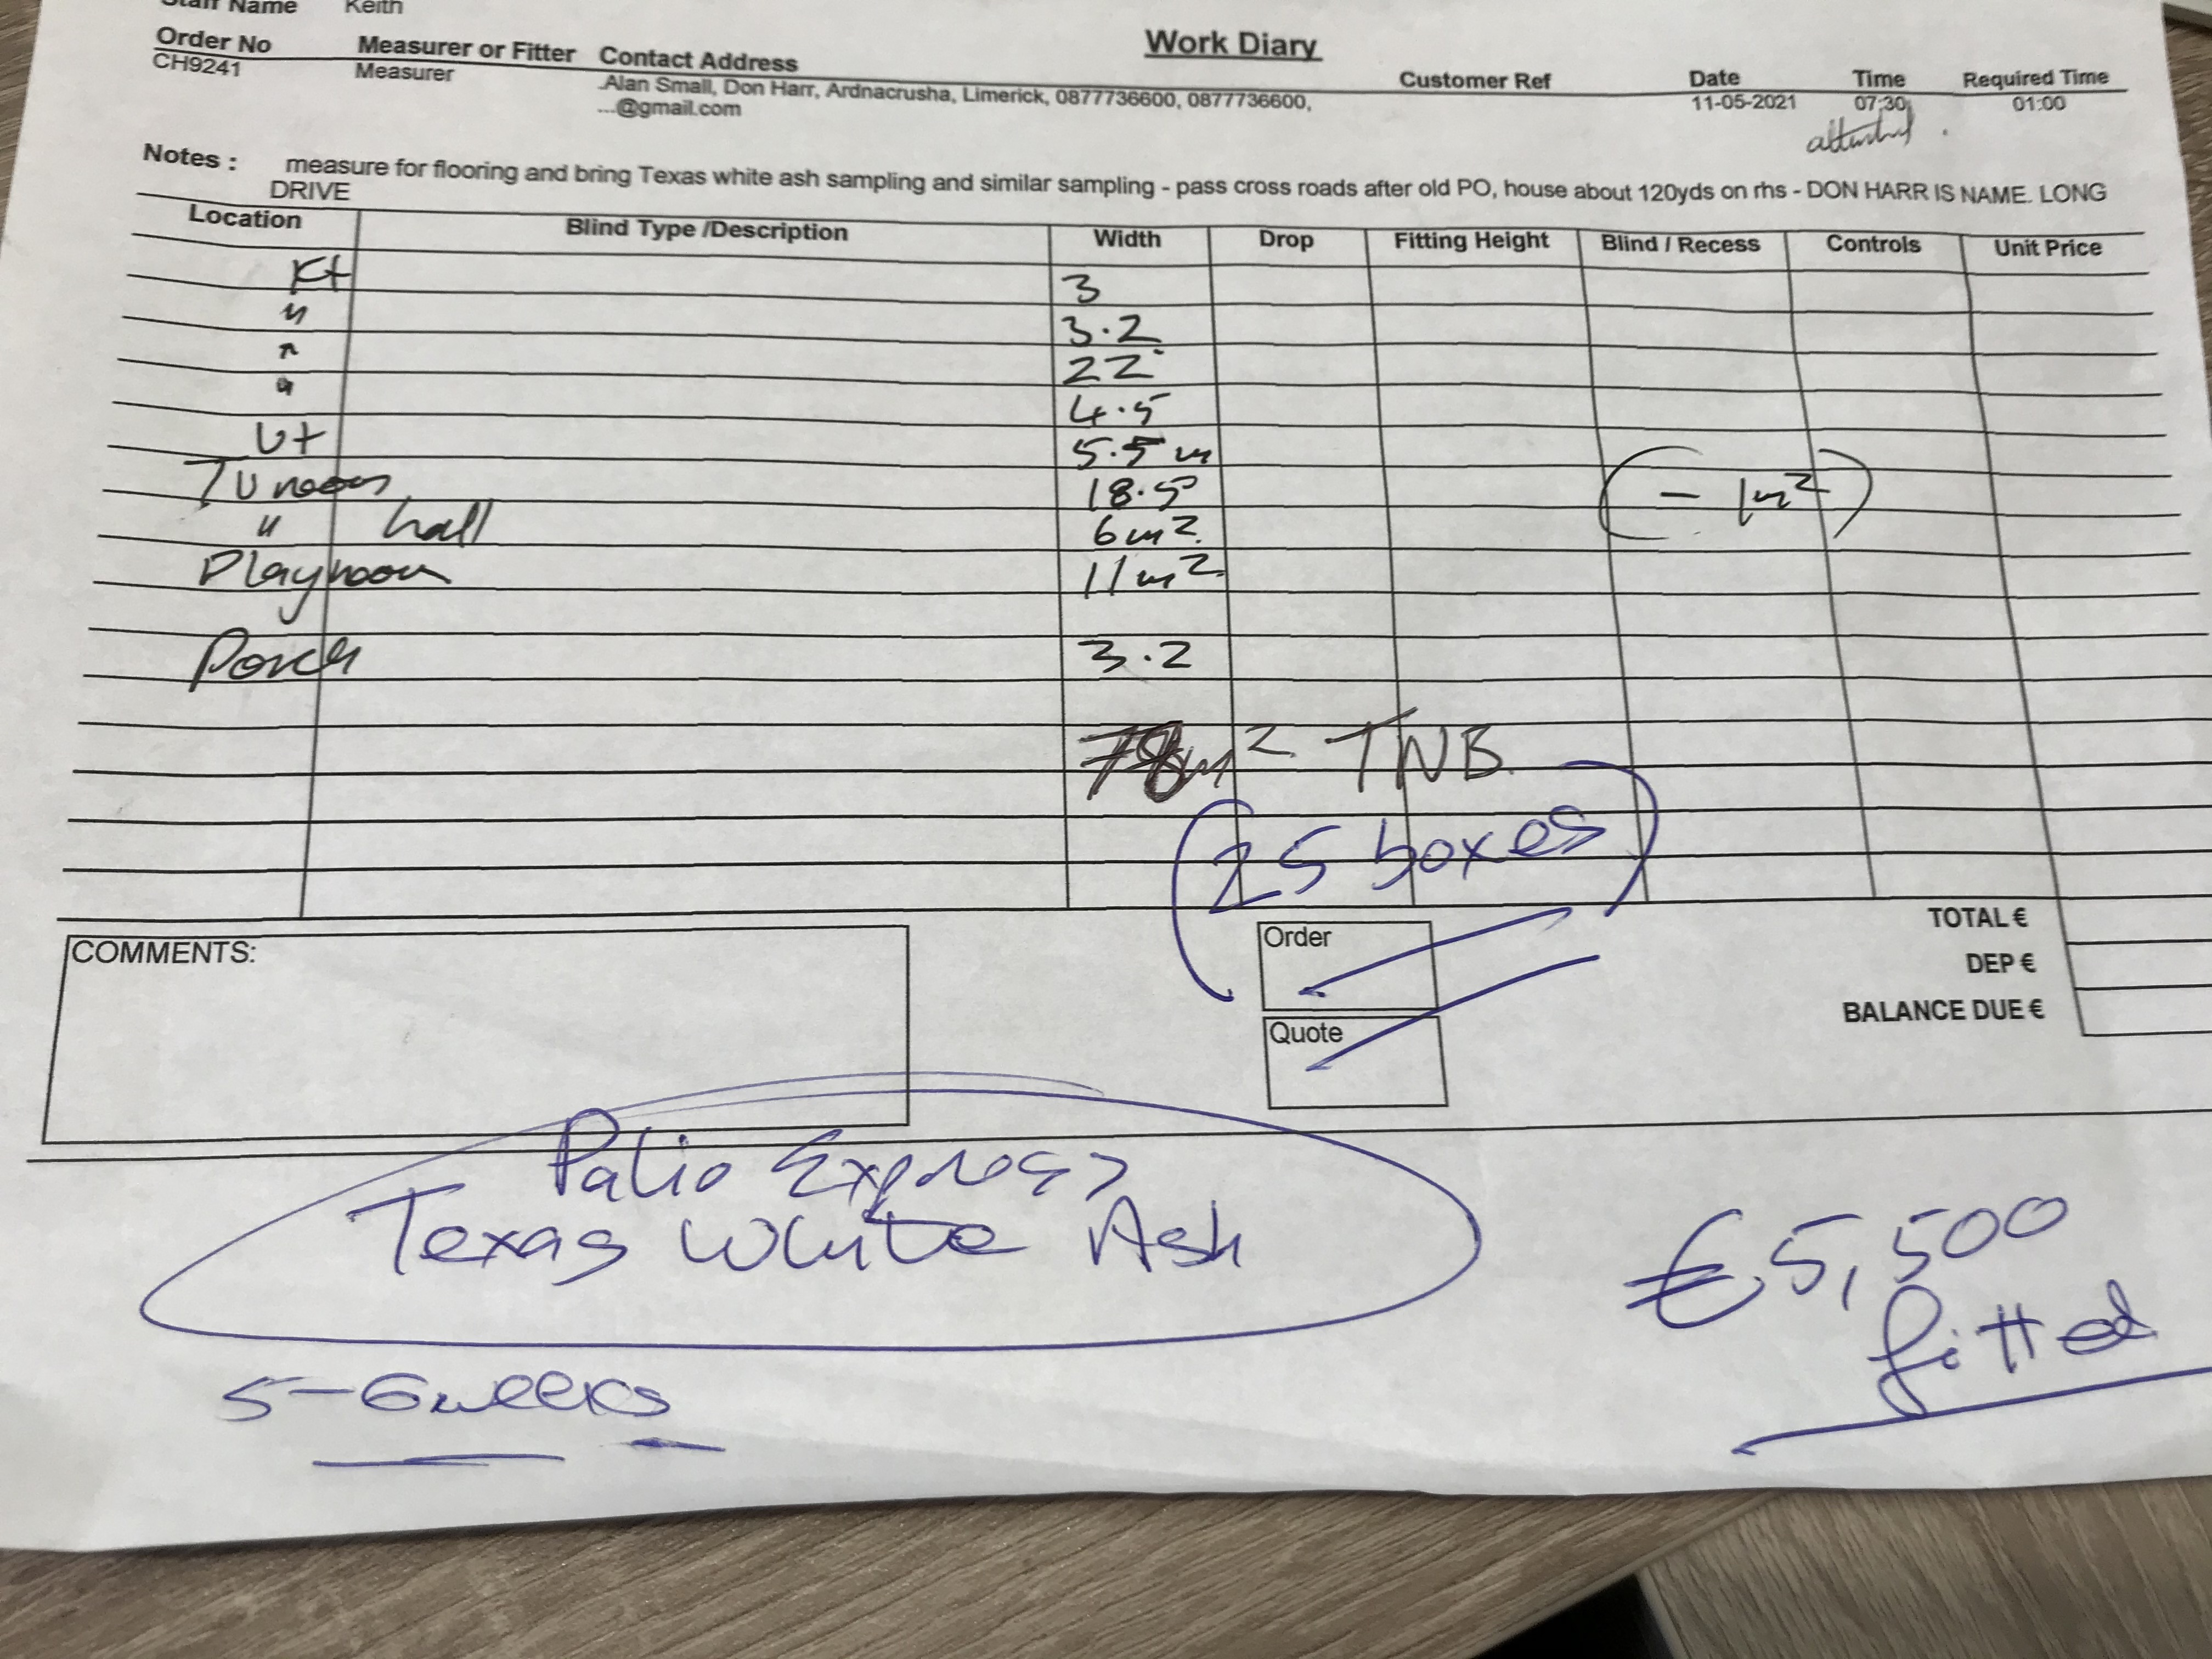 Staff Name Keith
Work Diary
Order No Measurer or Fitter Contact Address Customer Ref Date Time Required Time
CH9241 Measurer .Alan Small, Don Harr, Ardnacrusha, Limerick, 0877736600, 0877736600, 11-05-2021 07:30 01:00
...@gmail.com
Notes : measure for flooring and bring Texas white ash sampling and similar sampling - pass cross roads after old PO, house about 120yds on rhs - DON HARR IS NAME. LONG
DRIVE
Location Blind Type /Description Width Drop Fitting Height Blind / Recess Controls Unit Price
Kt 3
" 3.2
" 22
" 4.5
Ut 5.5 m
TV room 18.5 (- 1m²)
" hall 6m²
Playroom 11m²
Porch 3.2
m² TNB
(25 boxes)
COMMENTS:
Order
Quote
TOTAL €
DEP €
BALANCE DUE €
Palio Express
Texas White Ash
€5,500
fitted
5-6 weeks